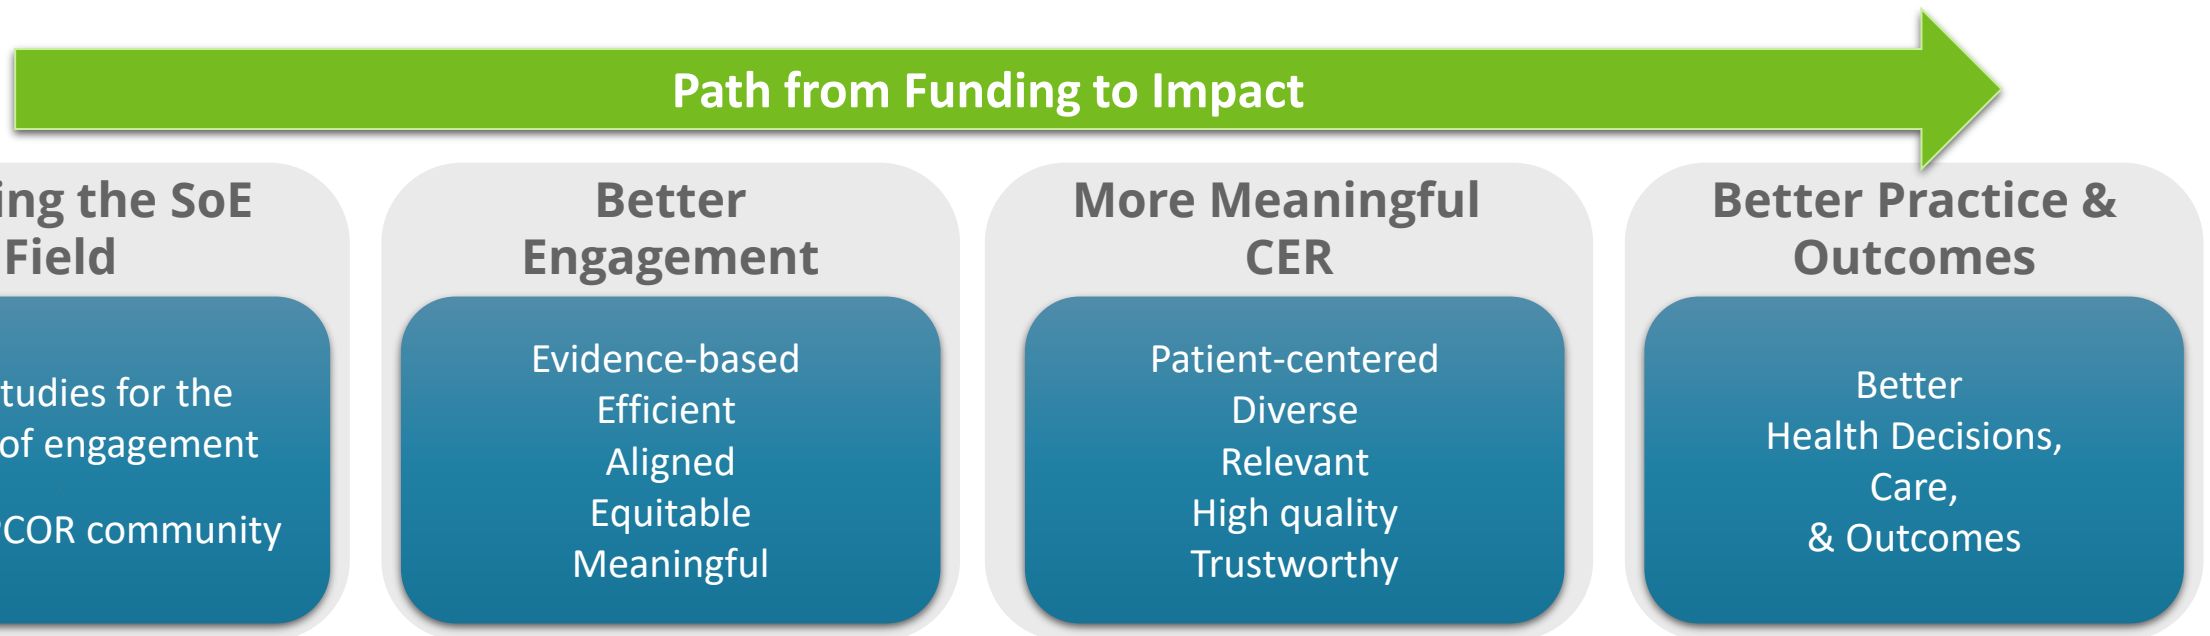 Path from Funding to Impact
ing the SoE
Field
tudies for the
of engagement
COR community
Better
Engagement
Evidence-based
Efficient
Aligned
Equitable
Meaningful
More Meaningful
CER
Patient-centered
Diverse
Relevant
High quality
Trustworthy
Better Practice &
Outcomes
Better
Health Decisions,
Care,
& Outcomes